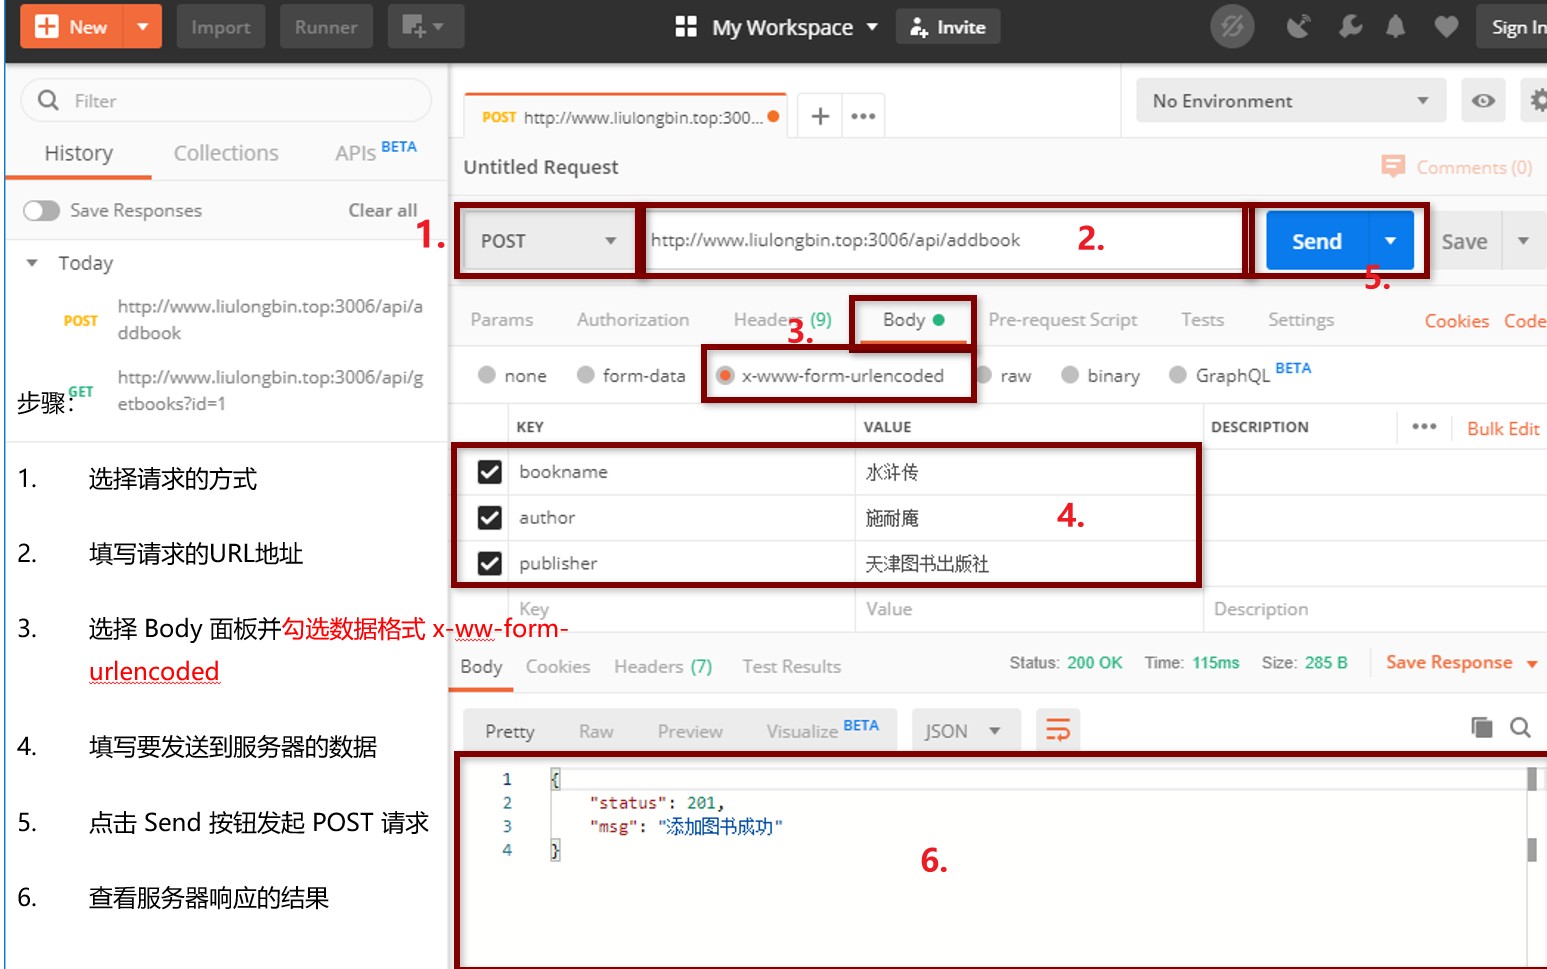 New
Import
Runner
My Workspace
Invite
Sign In
Filter
History
Collections
APIs BETA
Save Responses
Clear all
Today
POST http://www.liulongbin.top:3006/api/a
ddbook
GET http://www.liulongbin.top:3006/api/g
etbooks?id=1
步骤：
1. 选择请求的方式
2. 填写请求的URL地址
3. 选择 Body 面板并勾选数据格式 x-ww-form-
urlencoded
4. 填写要发送到服务器的数据
5. 点击 Send 按钮发起 POST 请求
6. 查看服务器响应的结果
POST http://www.liulongbin.top:300...
No Environment
Untitled Request
Comments (0)
1.
POST
http://www.liulongbin.top:3006/api/addbook
2.
Send
5.
Save
Params
Authorization
Headers (9)
Body
Pre-request Script
Tests
Settings
Cookies
Code
3.
none
form-data
x-www-form-urlencoded
raw
binary
GraphQL BETA
KEY
VALUE
DESCRIPTION
Bulk Edit
bookname 水浒传
author 施耐庵
4.
publisher 天津图书出版社
Key Value Description
Body
Cookies
Headers (7)
Test Results
Status: 200 OK
Time: 115ms
Size: 285 B
Save Response
Pretty
Raw
Preview
Visualize BETA
JSON
1 {
2 "status": 201,
3 "msg": "添加图书成功"
4 }
6.